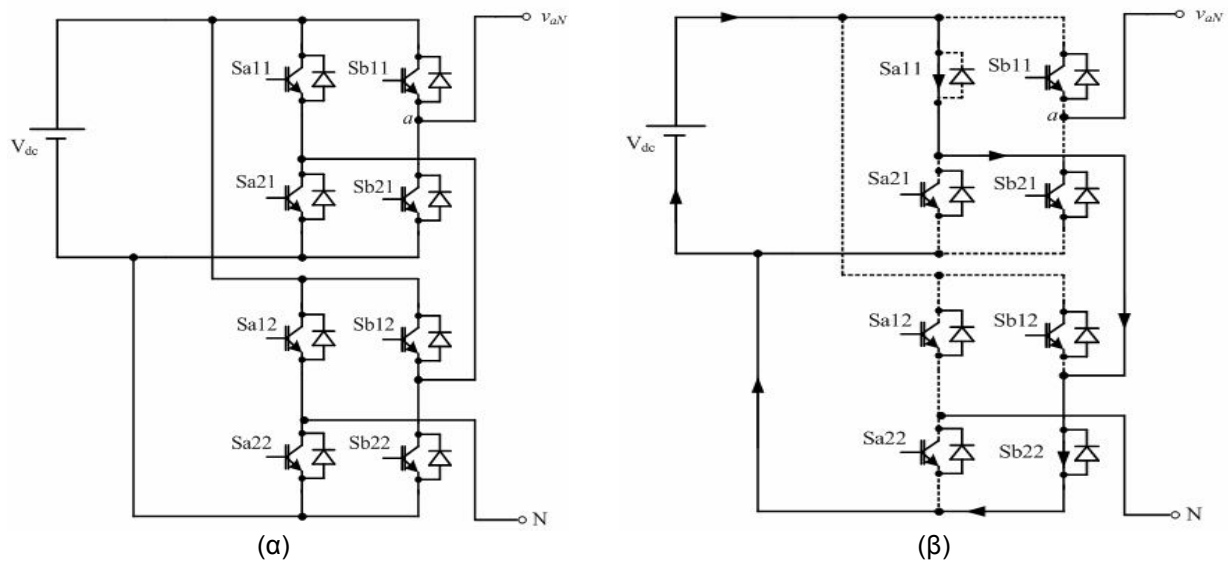 v_aN
Sa11
Sb11
a
V_dc
Sa21
Sb21
Sa12
Sb12
Sa22
Sb22
N
(α)
v_aN
Sa11
Sb11
a
V_dc
Sa21
Sb21
Sa12
Sb12
Sa22
Sb22
N
(β)